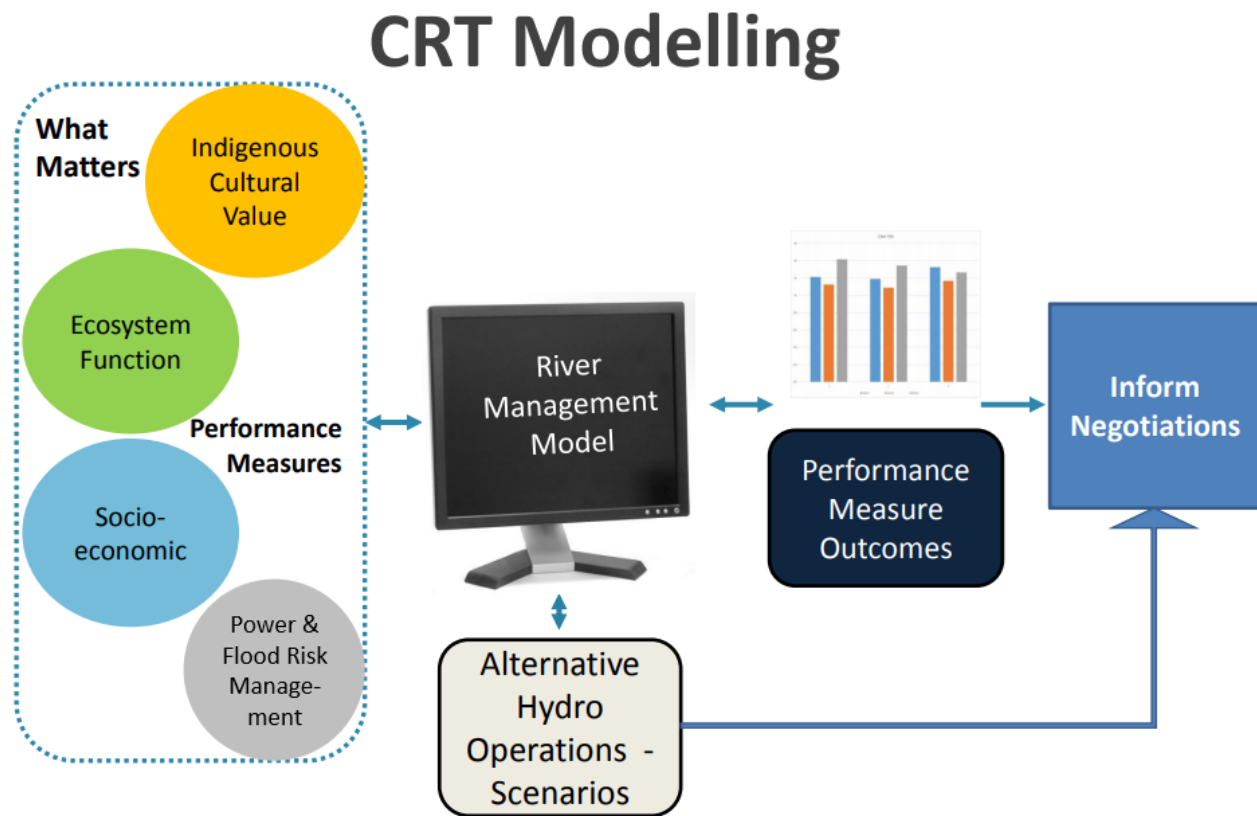 CRT Modelling
What
Matters
Indigenous
Cultural
Value
Ecosystem
Function
Performance
Measures
Socio-
economic
Power &
Flood Risk
Manage-
ment
River
Management
Model
Alternative
Hydro
Operations -
Scenarios
Performance
Measure
Outcomes
Inform
Negotiations